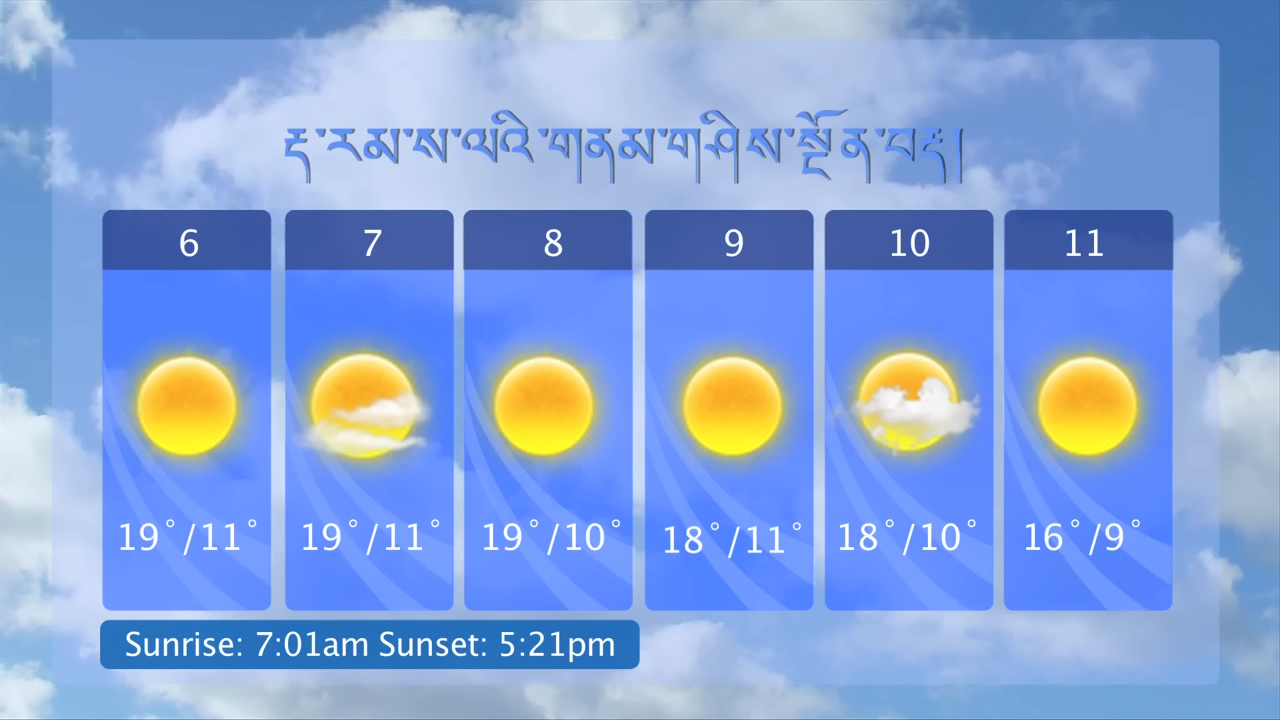 རྡ་རམ་ས་ལའི་གནམ་གཤིས་སྔོན་བརྡ།
6 7 8 9 10 11
19°/11° 19°/11° 19°/10° 18°/11° 18°/10° 16°/9°
Sunrise: 7:01am Sunset: 5:21pm